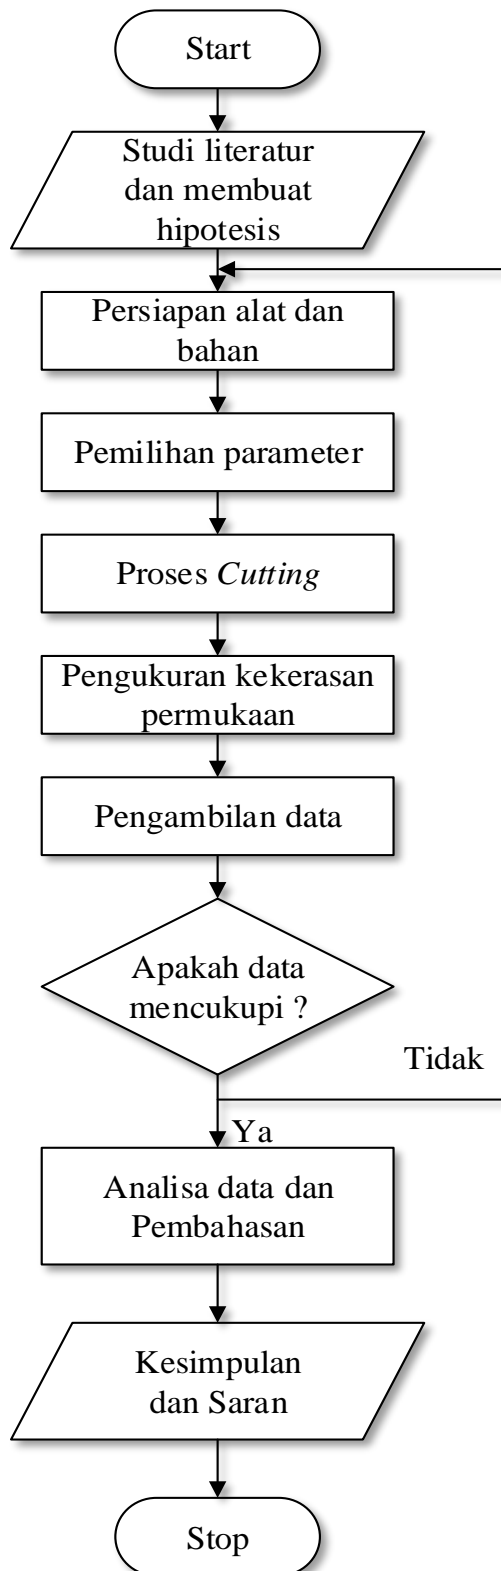 Start
Studi literatur
dan membuat
hipotesis
Persiapan alat dan
bahan
Pemilihan parameter
Proses Cutting
Pengukuran kekerasan
permukaan
Pengambilan data
Apakah data
mencukupi ?
Tidak
Ya
Analisa data dan
Pembahasan
Kesimpulan
dan Saran
Stop